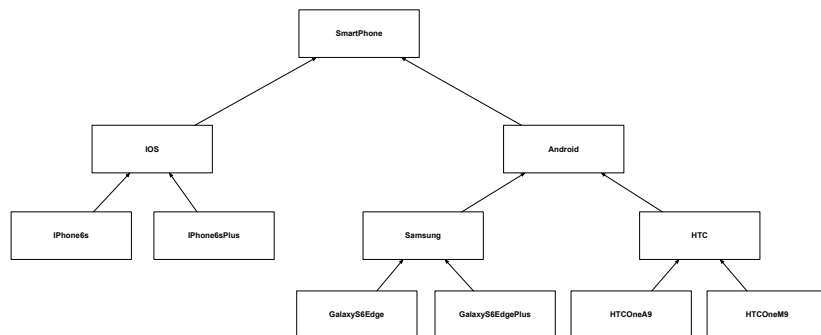 SmartPhone
IOS
Android
IPhone6s
IPhone6sPlus
Samsung
HTC
GalaxyS6Edge
GalaxyS6EdgePlus
HTCOneA9
HTCOneM9